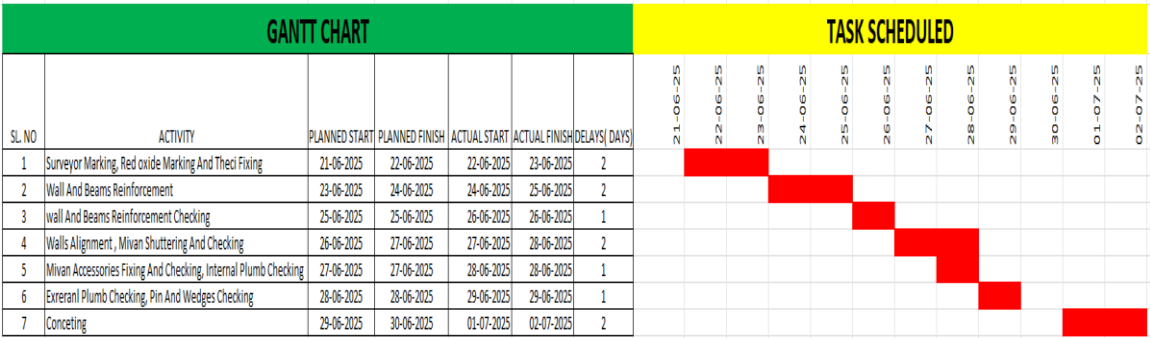 GANTT CHART TASK SCHEDULED
SL. NO ACTIVITY PLANNED START PLANNED FINISH ACTUAL START ACTUAL FINISH DELAYS( DAYS) 21-06-25 22-06-25 23-06-25 24-06-25 25-06-25 26-06-25 27-06-25 28-06-25 29-06-25 30-06-25 01-07-25 02-07-25
1 Surveyor Marking, Red oxide Marking And Theci Fixing 21-06-2025 22-06-2025 22-06-2025 23-06-2025 2
2 Wall And Beams Reinforcement 23-06-2025 24-06-2025 24-06-2025 25-06-2025 2
3 wall And Beams Reinforcement Checking 25-06-2025 25-06-2025 26-06-2025 26-06-2025 1
4 Walls Alignment , Mivan Shuttering And Checking 26-06-2025 27-06-2025 27-06-2025 28-06-2025 2
5 Mivan Accessories Fixing And Checking, Internal Plumb Checking 27-06-2025 27-06-2025 28-06-2025 28-06-2025 1
6 Exreranl Plumb Checking, Pin And Wedges Checking 28-06-2025 28-06-2025 29-06-2025 29-06-2025 1
7 Conceting 29-06-2025 30-06-2025 01-07-2025 02-07-2025 2